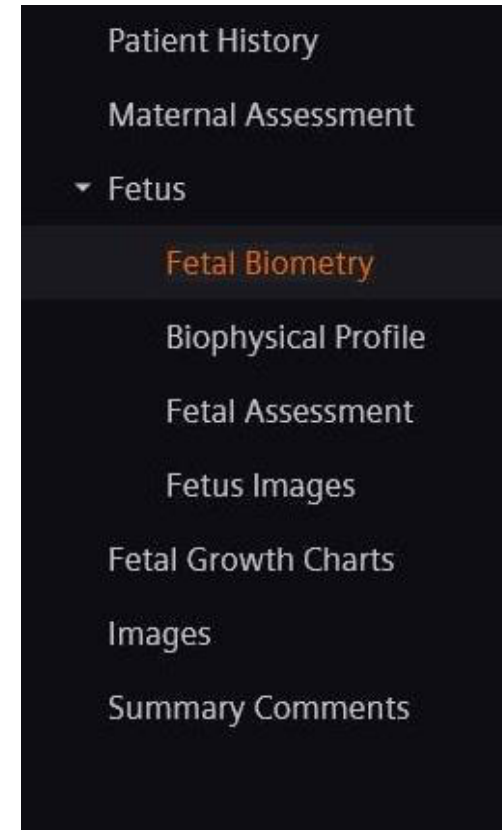 Patient History
Maternal Assessment
Fetus
Fetal Biometry
Biophysical Profile
Fetal Assessment
Fetus Images
Fetal Growth Charts
Images
Summary Comments